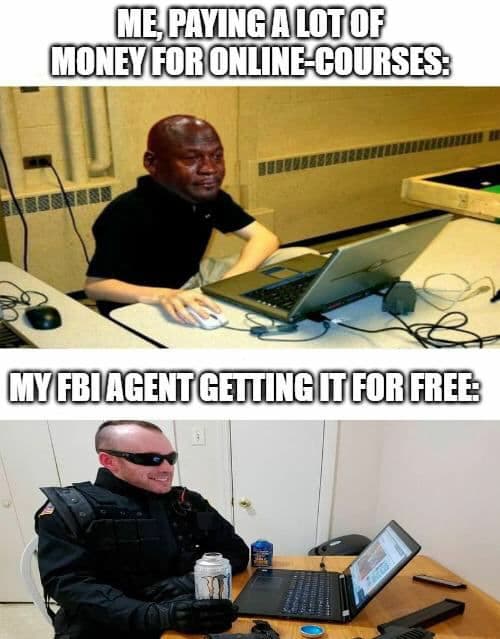 ME, PAYING A LOT OF
MONEY FOR ONLINE-COURSES:
MY FBI AGENT GETTING IT FOR FREE: